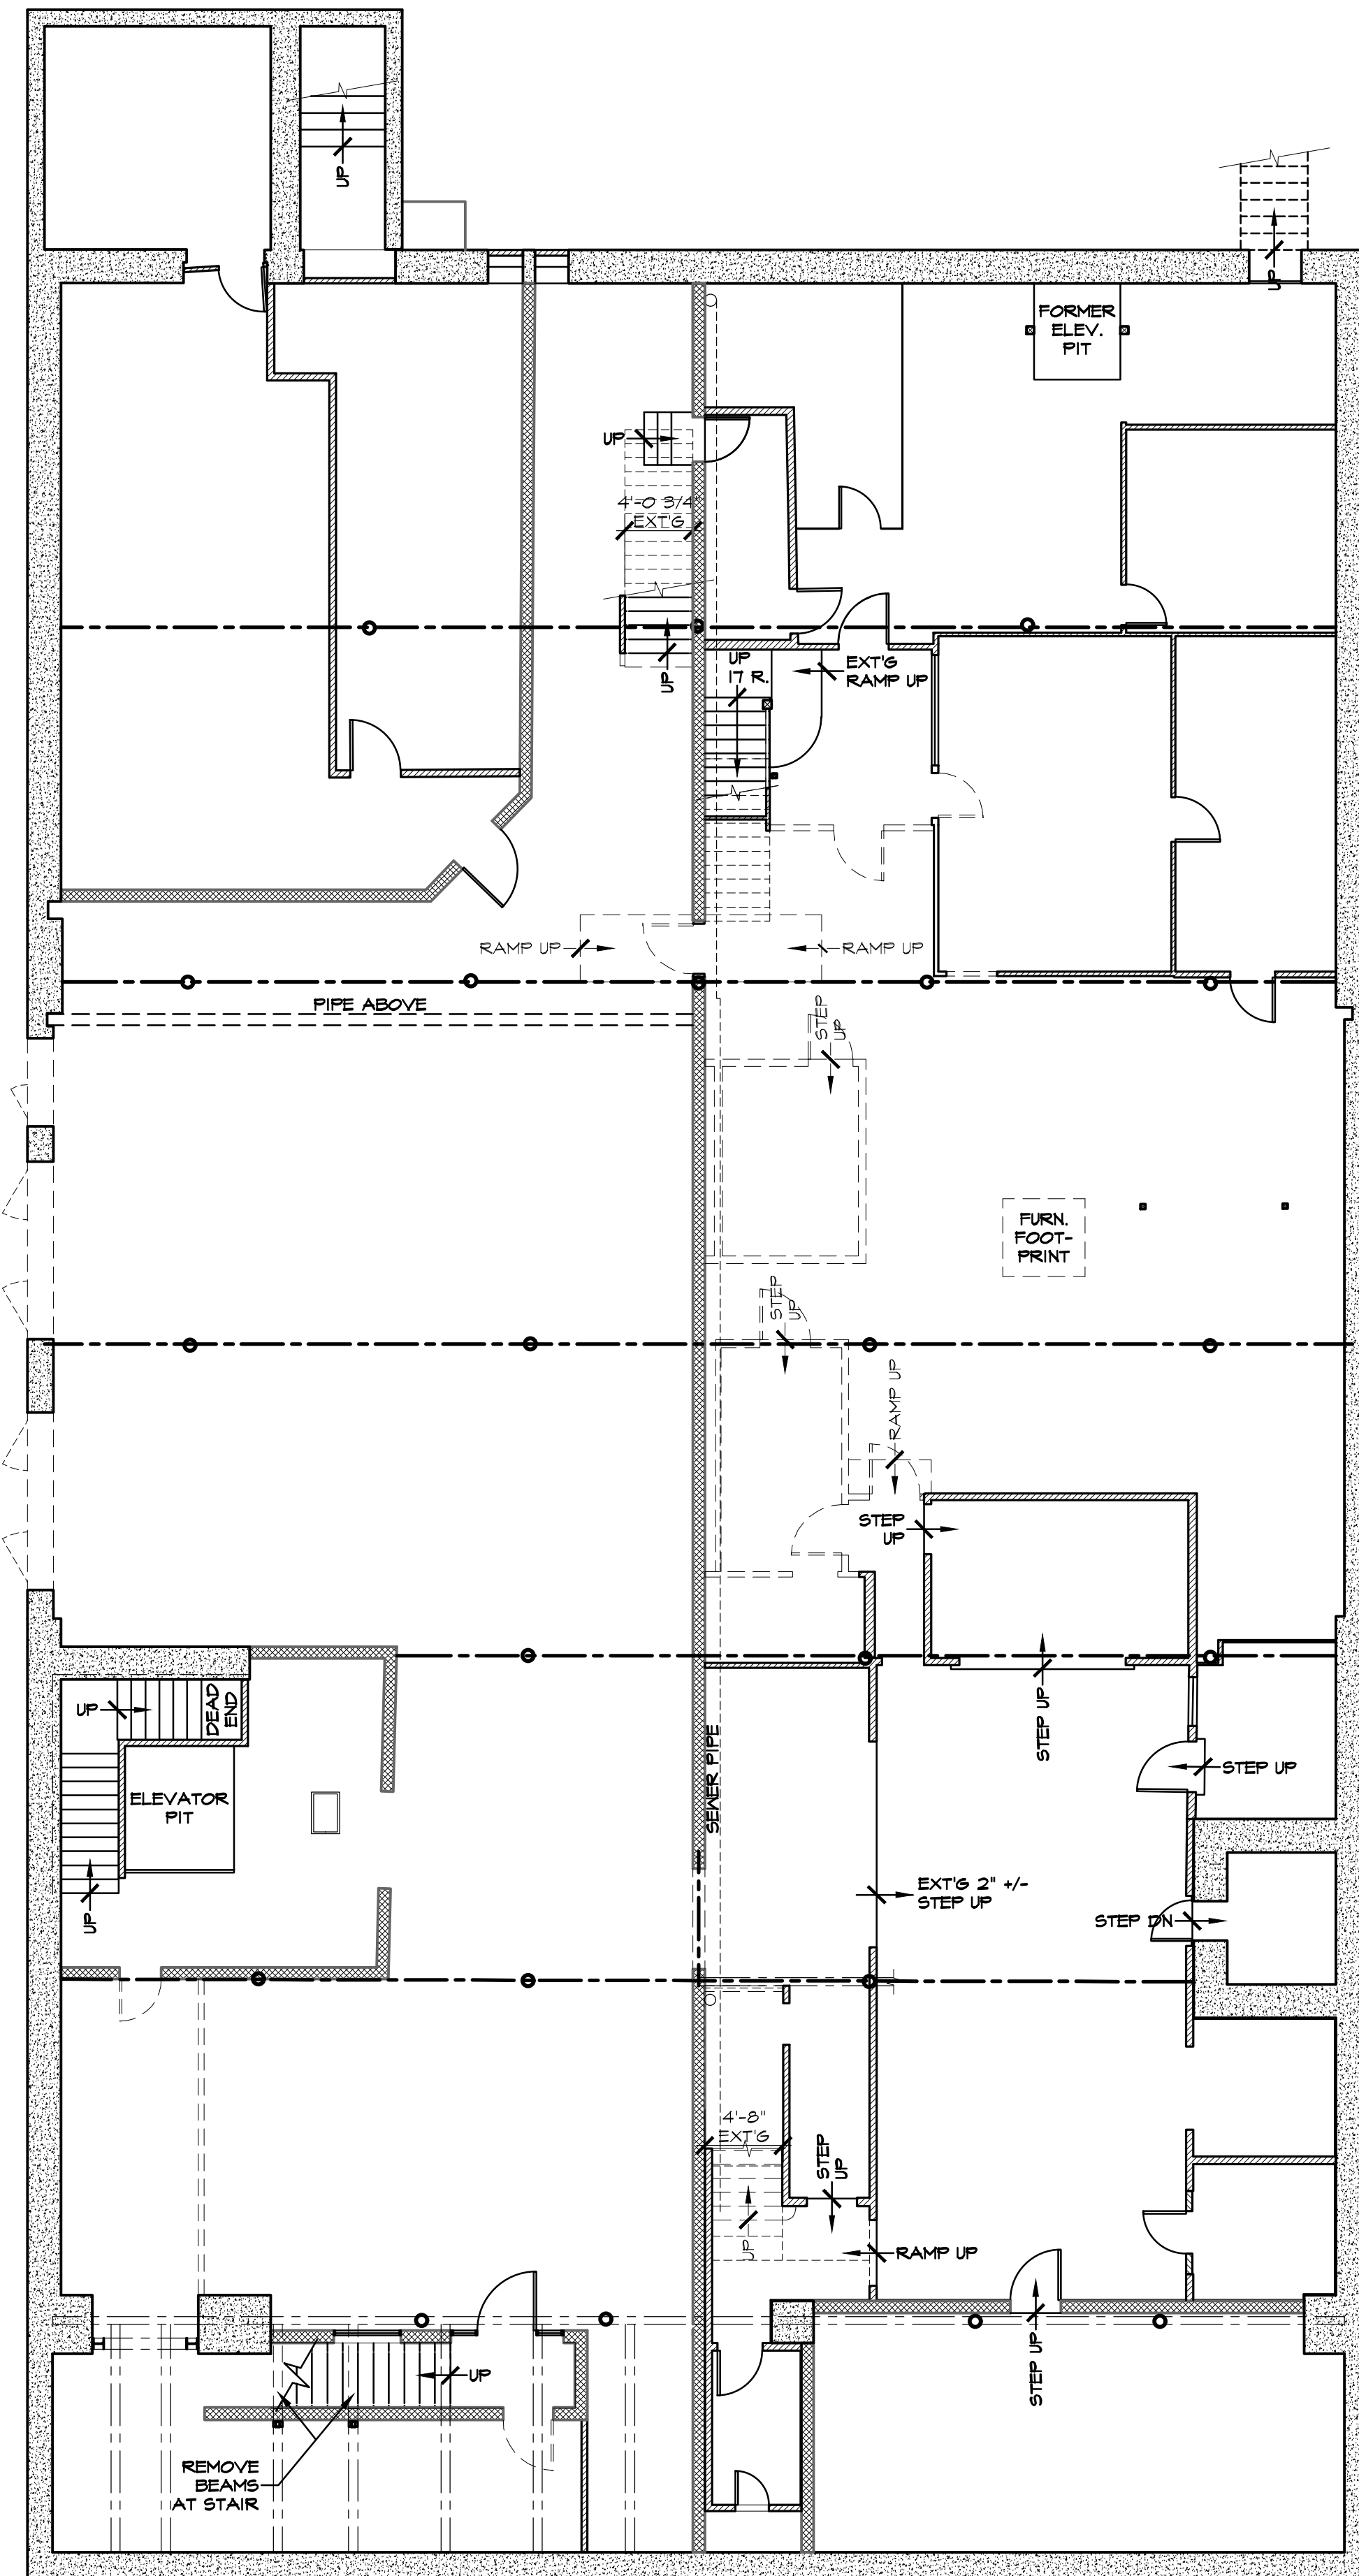 UP
UP
FORMER
ELEV.
PIT
UP
4'-0 3/4"
EXT'G
UP
UP
17 R.
EXT'G
RAMP UP
RAMP UP
RAMP UP
PIPE ABOVE
STEP
UP
FURN.
FOOT-
PRINT
STEP
UP
RAMP UP
STEP
UP
UP
DEAD
END
STEP UP
SEWER PIPE
STEP UP
ELEVATOR
PIT
EXT'G 2" +/-
STEP UP
UP
STEP DN
4'-8"
EXT'G
STEP
UP
UP
RAMP UP
UP
STEP UP
REMOVE
BEAMS
AT STAIR